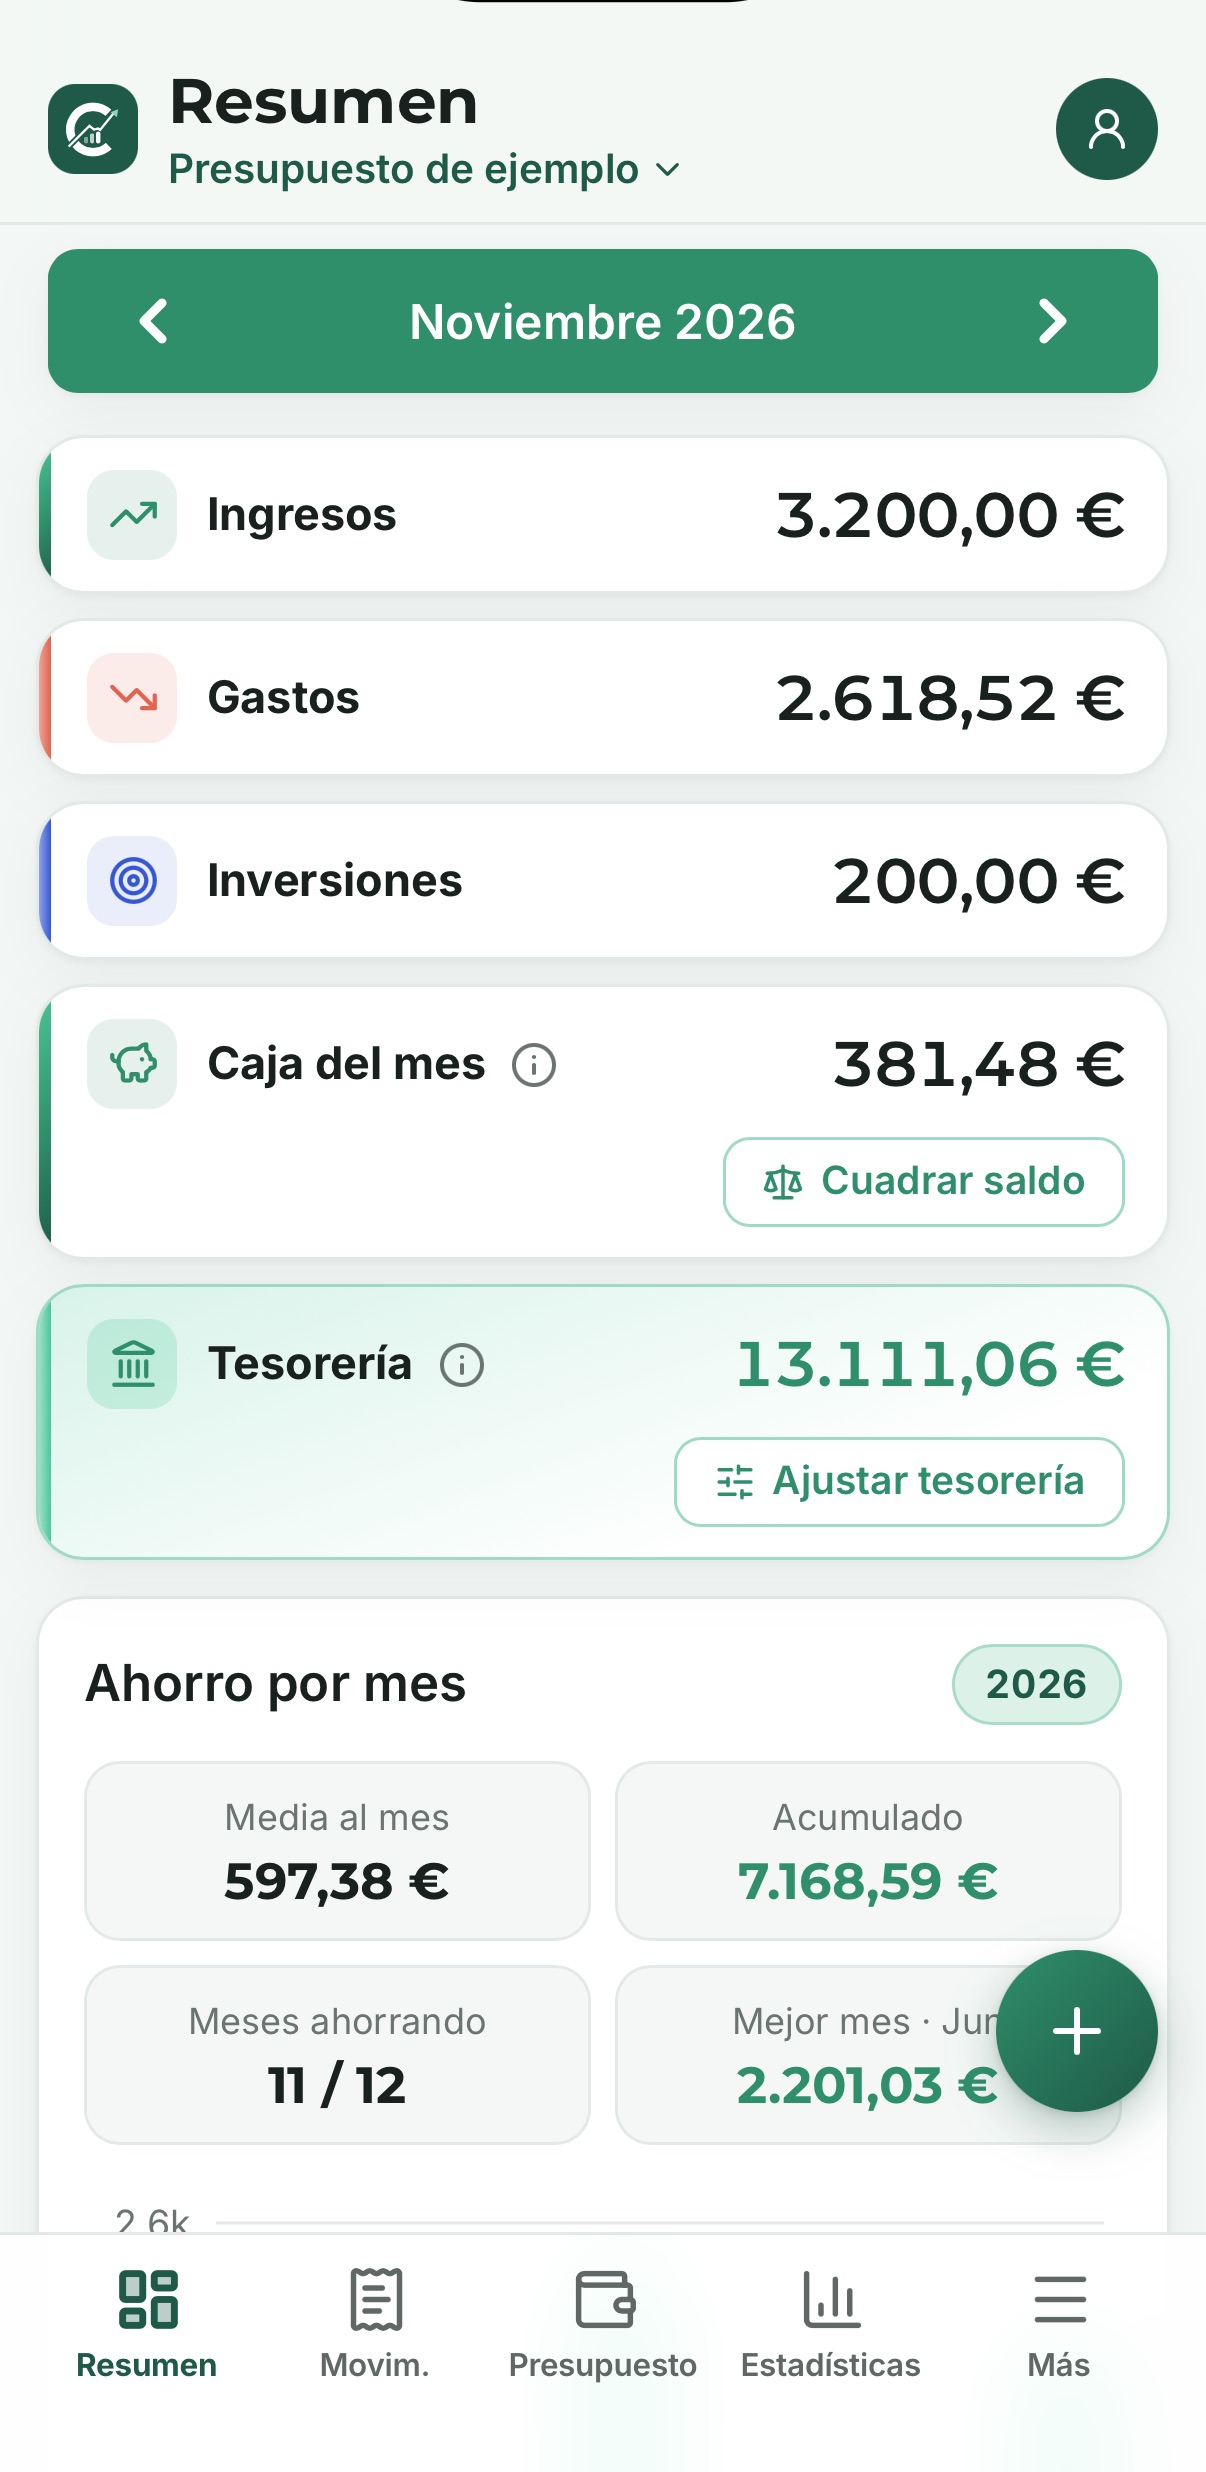 Resumen
Presupuesto de ejemplo
Noviembre 2026
Ingresos
3.200,00 €
Gastos
2.618,52 €
Inversiones
200,00 €
Caja del mes
381,48 €
Cuadrar saldo
Tesorería
13.111,06 €
Ajustar tesorería
Ahorro por mes
2026
Media al mes
597,38 €
Acumulado
7.168,59 €
Meses ahorrando
11 / 12
Mejor mes · Jun
2.201,03 €
2.6k
Resumen
Movim.
Presupuesto
Estadísticas
Más